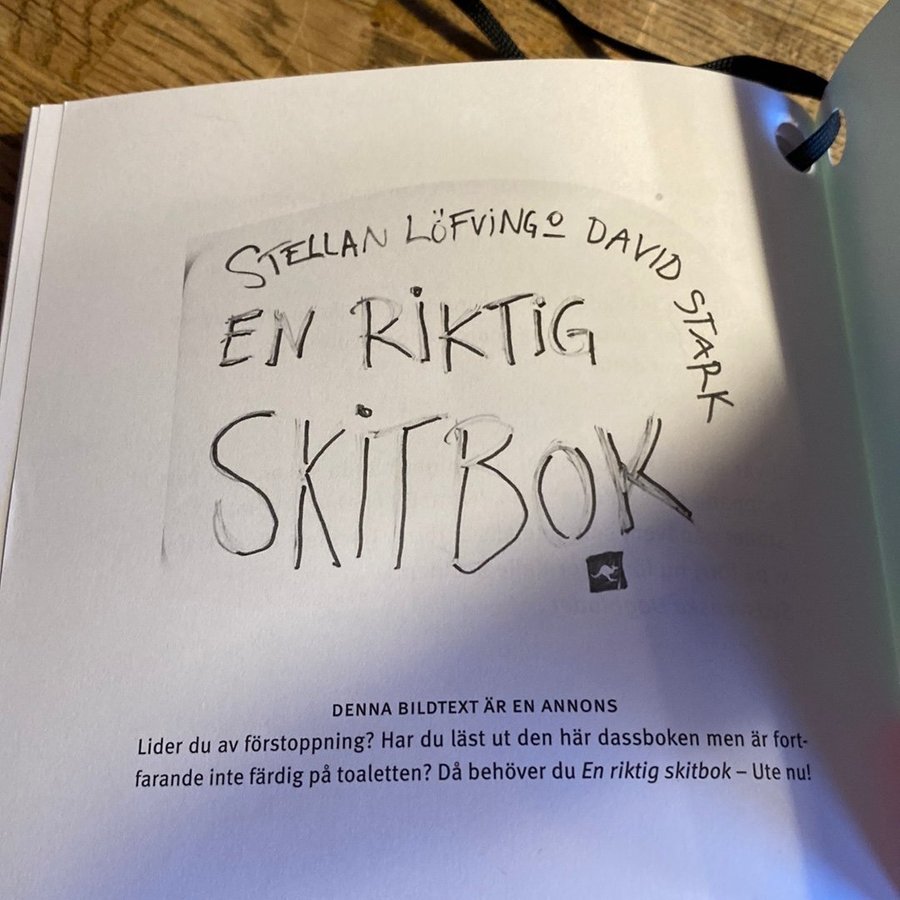 STELLAN LÖFVING o DAVID STARK
EN RiKTiG
SKiTBOK
DENNA BILDTEXT ÄR EN ANNONS
Lider du av förstoppning? Har du läst ut den här dassboken men är fort-
farande inte färdig på toaletten? Då behöver du En riktig skitbok – Ute nu!